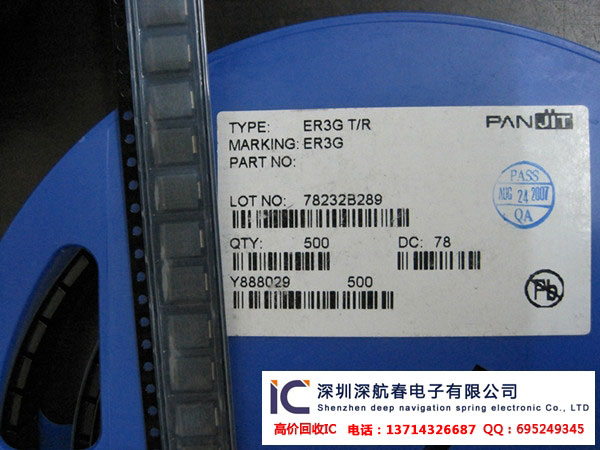 TYPE: ER3G T/R
PANJIT
MARKING: ER3G
PART NO:
PASS
AUG 24 2007
QA
LOT NO: 78232B289
QTY: 500 DC: 78
Y888029 500
Pb
IC 深圳深航春电子有限公司
Shenzhen deep navigation spring electronic Co., LTD
高价回收IC 电话:13714326687 QQ:695249345